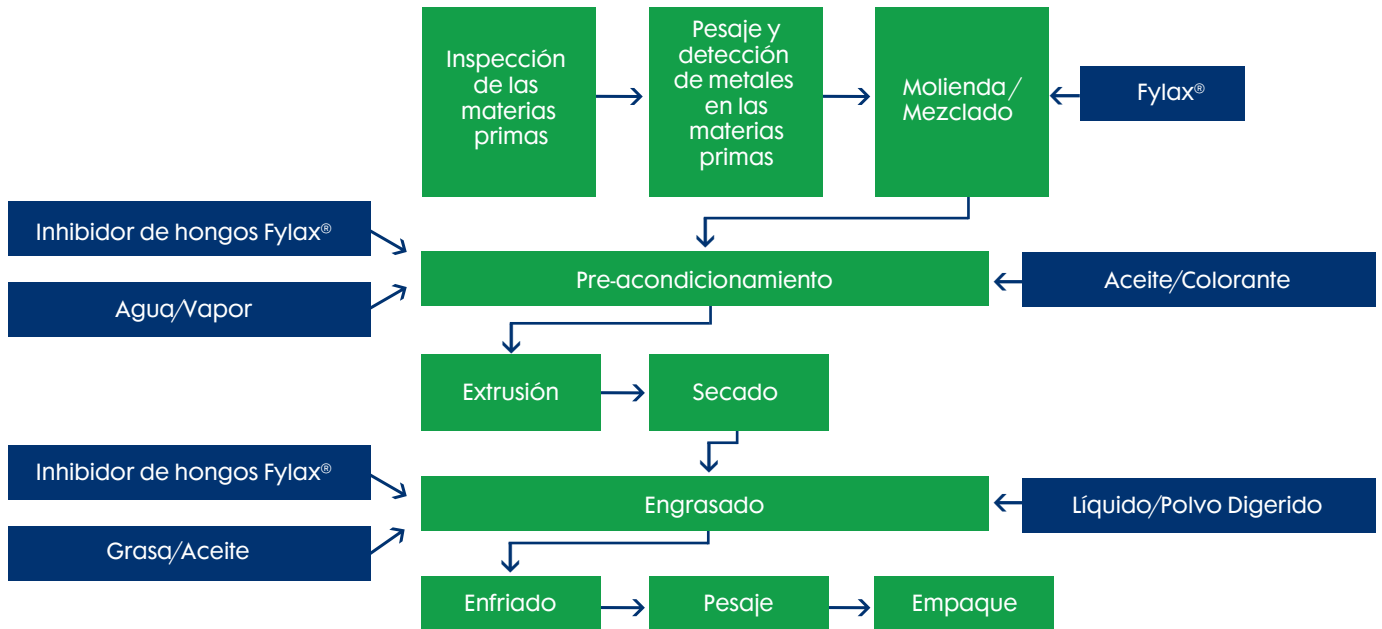 Inspección
de las
materias
primas
Pesaje y
detección
de metales
en las
materias
primas
Molienda/
Mezclado
Fylax®
Inhibidor de hongos Fylax®
Agua/Vapor
Pre-acondicionamiento
Aceite/Colorante
Extrusión
Secado
Inhibidor de hongos Fylax®
Grasa/Aceite
Engrasado
Líquido/Polvo Digerido
Enfriado
Pesaje
Empaque